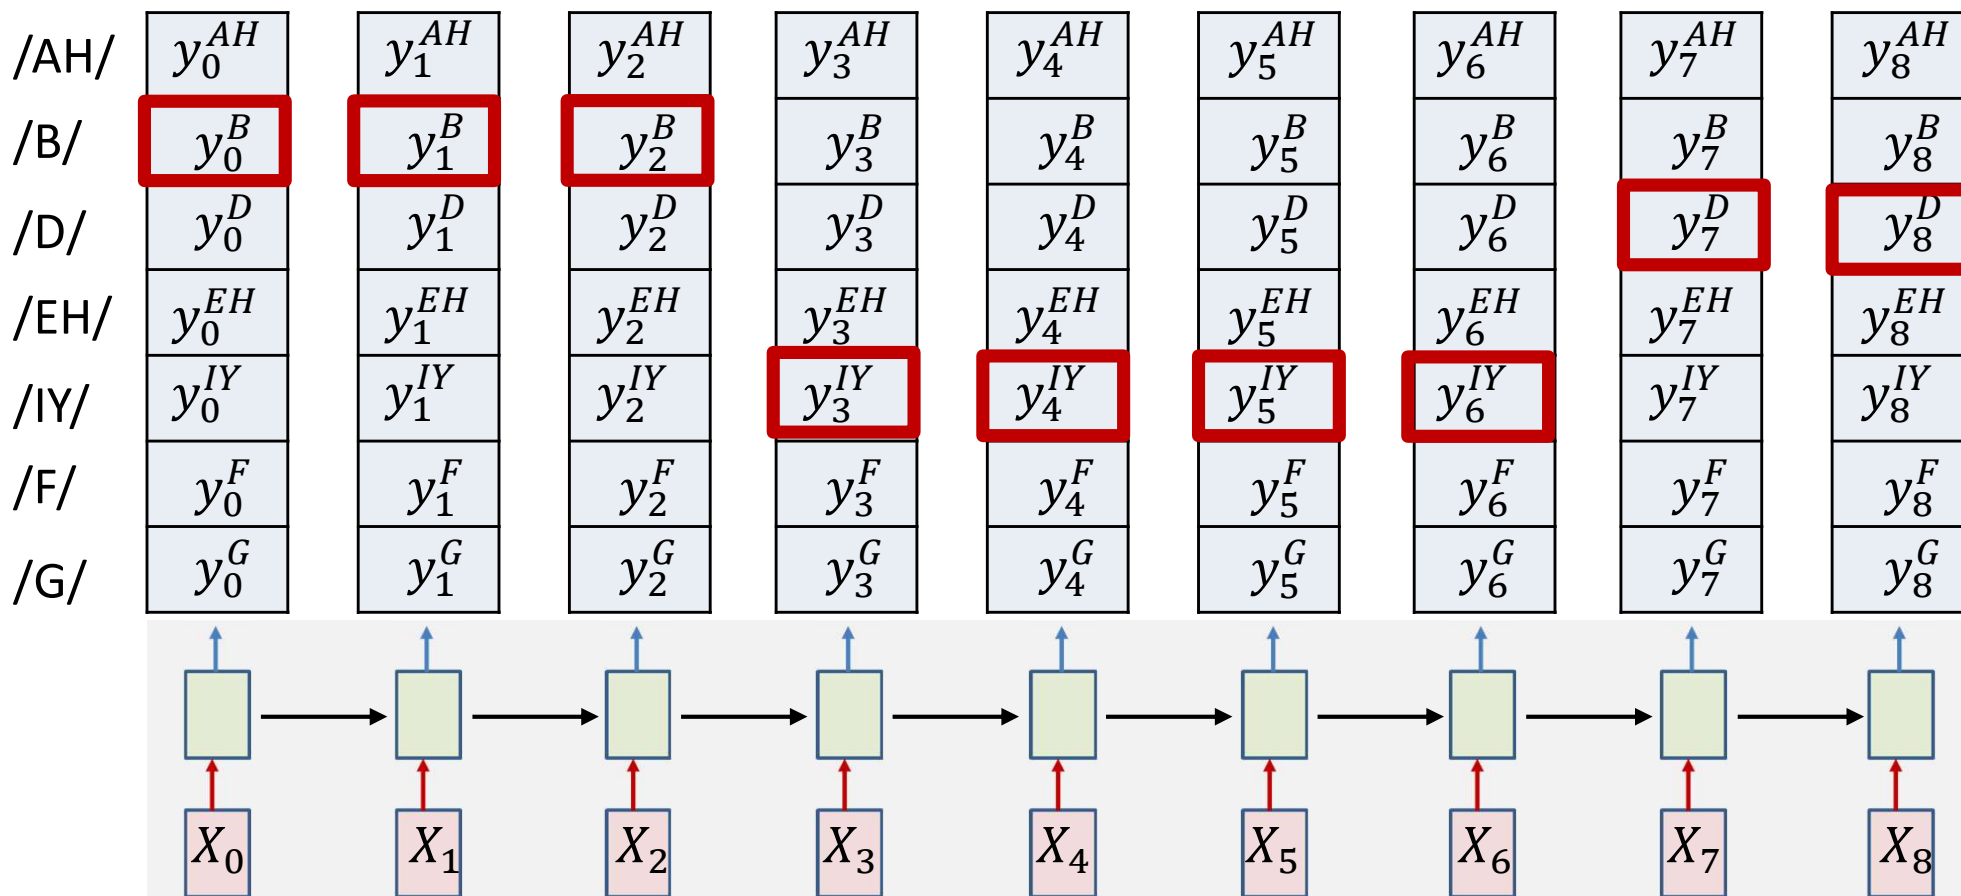 /AH/ y_0^{AH} y_1^{AH} y_2^{AH} y_3^{AH} y_4^{AH} y_5^{AH} y_6^{AH} y_7^{AH} y_8^{AH}
/B/ y_0^{B} y_1^{B} y_2^{B} y_3^{B} y_4^{B} y_5^{B} y_6^{B} y_7^{B} y_8^{B}
/D/ y_0^{D} y_1^{D} y_2^{D} y_3^{D} y_4^{D} y_5^{D} y_6^{D} y_7^{D} y_8^{D}
/EH/ y_0^{EH} y_1^{EH} y_2^{EH} y_3^{EH} y_4^{EH} y_5^{EH} y_6^{EH} y_7^{EH} y_8^{EH}
/IY/ y_0^{IY} y_1^{IY} y_2^{IY} y_3^{IY} y_4^{IY} y_5^{IY} y_6^{IY} y_7^{IY} y_8^{IY}
/F/ y_0^{F} y_1^{F} y_2^{F} y_3^{F} y_4^{F} y_5^{F} y_6^{F} y_7^{F} y_8^{F}
/G/ y_0^{G} y_1^{G} y_2^{G} y_3^{G} y_4^{G} y_5^{G} y_6^{G} y_7^{G} y_8^{G}
X_0 X_1 X_2 X_3 X_4 X_5 X_6 X_7 X_8